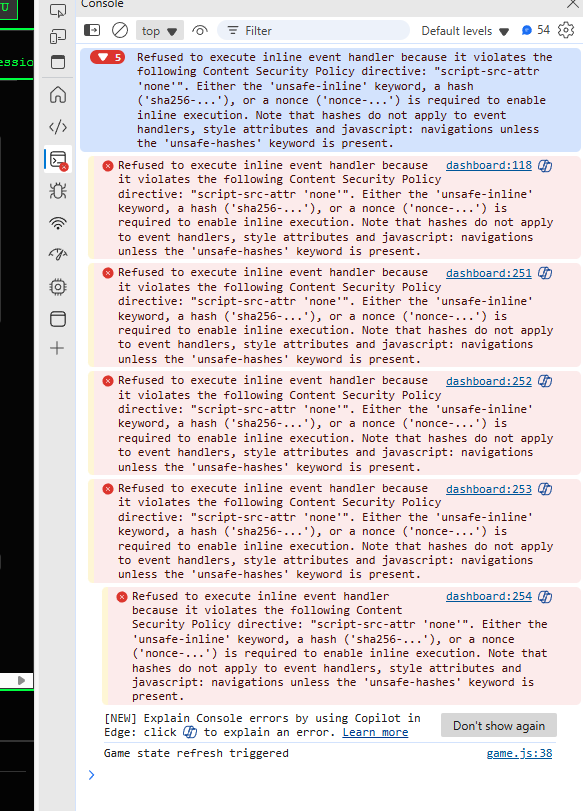 Console
top
Filter
Default levels
54
5
Refused to execute inline event handler because it violates the
following Content Security Policy directive: "script-src-attr
'none'". Either the 'unsafe-inline' keyword, a hash
('sha256-...'), or a nonce ('nonce-...') is required to enable
inline execution. Note that hashes do not apply to event
handlers, style attributes and javascript: navigations unless
the 'unsafe-hashes' keyword is present.
Refused to execute inline event handler because dashboard:118
it violates the following Content Security Policy
directive: "script-src-attr 'none'". Either the 'unsafe-inline'
keyword, a hash ('sha256-...'), or a nonce ('nonce-...') is
required to enable inline execution. Note that hashes do not apply
to event handlers, style attributes and javascript: navigations
unless the 'unsafe-hashes' keyword is present.
Refused to execute inline event handler because dashboard:251
it violates the following Content Security Policy
directive: "script-src-attr 'none'". Either the 'unsafe-inline'
keyword, a hash ('sha256-...'), or a nonce ('nonce-...') is
required to enable inline execution. Note that hashes do not apply
to event handlers, style attributes and javascript: navigations
unless the 'unsafe-hashes' keyword is present.
Refused to execute inline event handler because dashboard:252
it violates the following Content Security Policy
directive: "script-src-attr 'none'". Either the 'unsafe-inline'
keyword, a hash ('sha256-...'), or a nonce ('nonce-...') is
required to enable inline execution. Note that hashes do not apply
to event handlers, style attributes and javascript: navigations
unless the 'unsafe-hashes' keyword is present.
Refused to execute inline event handler because dashboard:253
it violates the following Content Security Policy
directive: "script-src-attr 'none'". Either the 'unsafe-inline'
keyword, a hash ('sha256-...'), or a nonce ('nonce-...') is
required to enable inline execution. Note that hashes do not apply
to event handlers, style attributes and javascript: navigations
unless the 'unsafe-hashes' keyword is present.
Refused to execute inline event handler dashboard:254
because it violates the following Content
Security Policy directive: "script-src-attr 'none'". Either the
'unsafe-inline' keyword, a hash ('sha256-...'), or a nonce
('nonce-...') is required to enable inline execution. Note that
hashes do not apply to event handlers, style attributes and
javascript: navigations unless the 'unsafe-hashes' keyword is
present.
[NEW] Explain Console errors by using Copilot in
Edge: click to explain an error. Learn more
Don't show again
Game state refresh triggered game.js:38